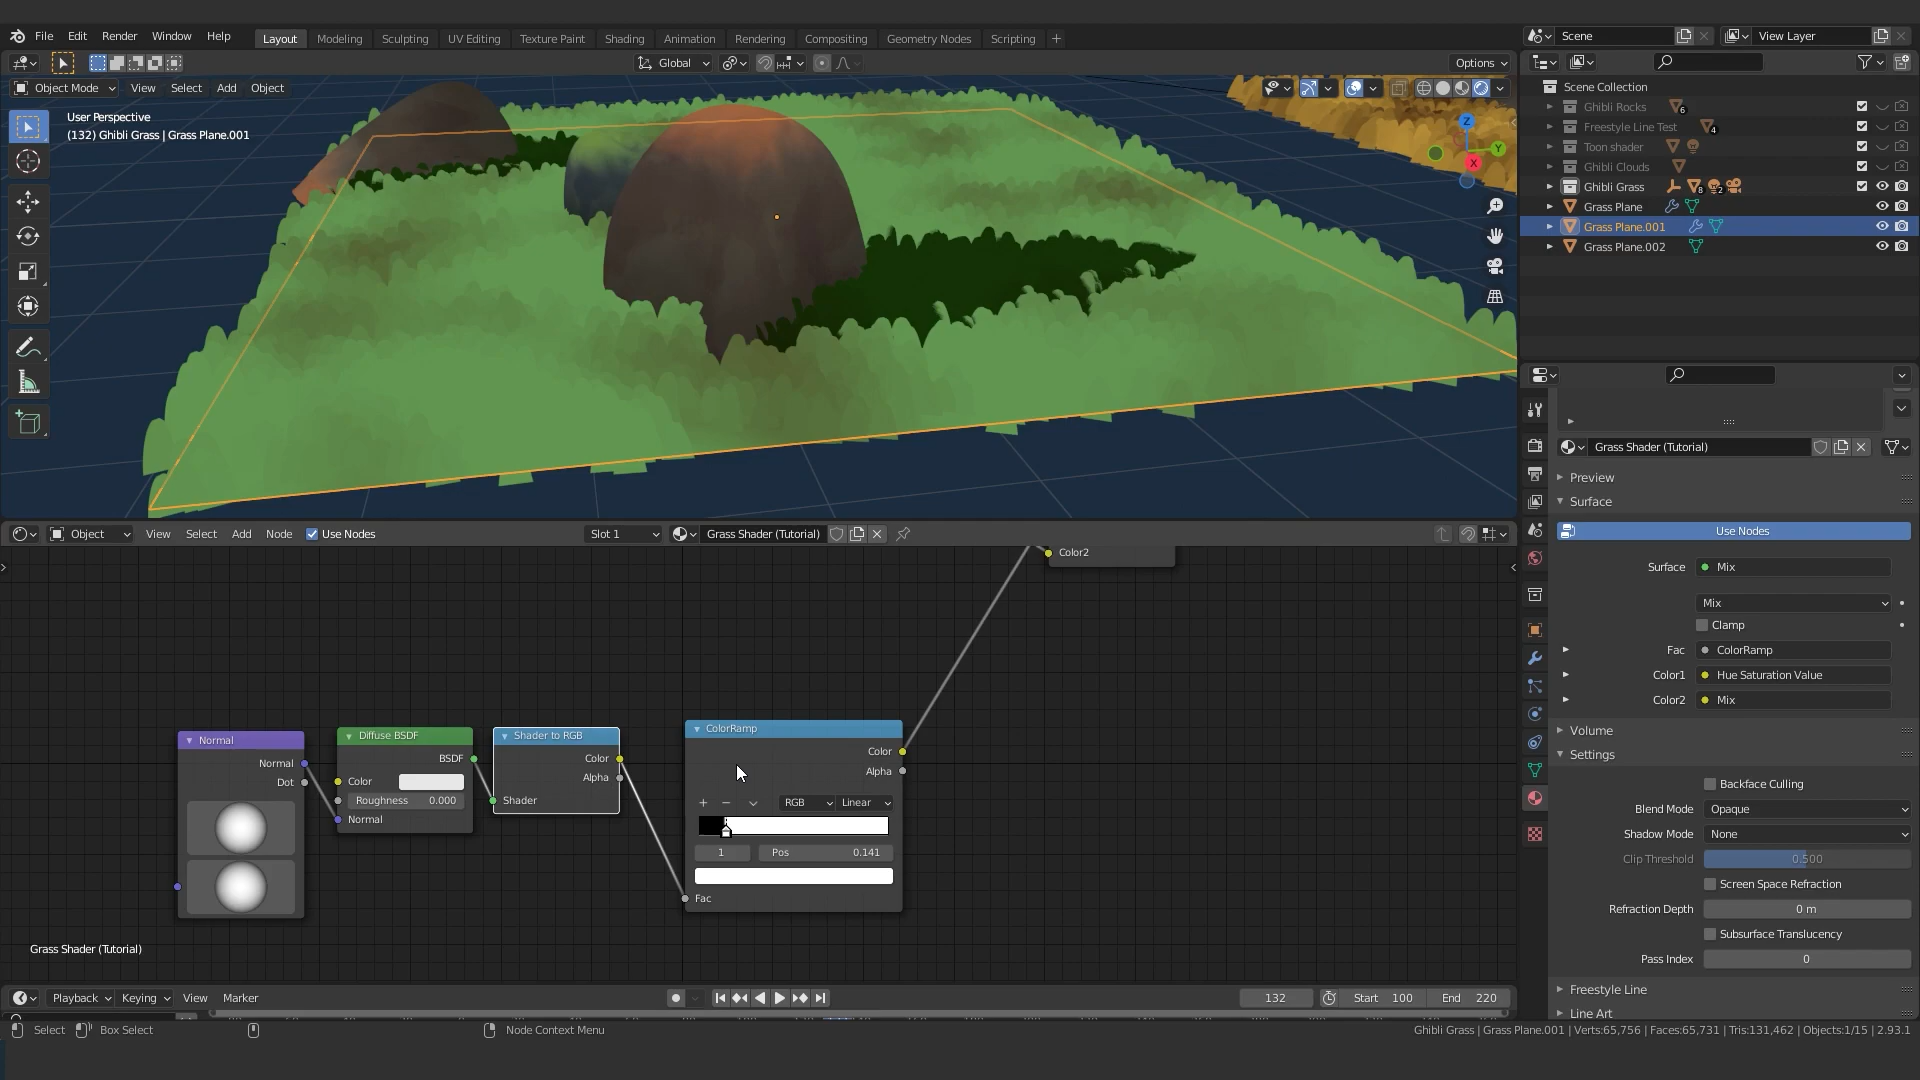 File Edit Render Window Help
Layout Modeling Sculpting UV Editing Texture Paint Shading Animation Rendering Compositing Geometry Nodes Scripting +
Scene
View Layer
Global
Options
Object Mode View Select Add Object
User Perspective
(132) Ghibli Grass | Grass Plane.001
Z
Y
X
Scene Collection
Ghibli Rocks 6
Freestyle Line Test 4
Toon shader
Ghibli Clouds
Ghibli Grass 8 2
Grass Plane
Grass Plane.001
Grass Plane.002
Object View Select Add Node Use Nodes Slot 1 Grass Shader (Tutorial)
Color2
Normal
Normal
Dot
Diffuse BSDF
BSDF
Color
Roughness 0.000
Normal
Shader to RGB
Color
Alpha
Shader
ColorRamp
Color
Alpha
+ − RGB Linear
1 Pos 0.141
Fac
Grass Shader (Tutorial)
Grass Shader (Tutorial)
Preview
Surface
Use Nodes
Surface Mix
Mix
Clamp
Fac ColorRamp
Color1 Hue Saturation Value
Color2 Mix
Volume
Settings
Backface Culling
Blend Mode Opaque
Shadow Mode None
Clip Threshold 0.500
Screen Space Refraction
Refraction Depth 0 m
Subsurface Translucency
Pass Index 0
Freestyle Line
Line Art
Playback Keying View Marker 132 Start 100 End 220
Select Box Select Node Context Menu
Ghibli Grass | Grass Plane.001 | Verts:65,756 | Faces:65,731 | Tris:131,462 | Objects:1/15 | 2.93.1